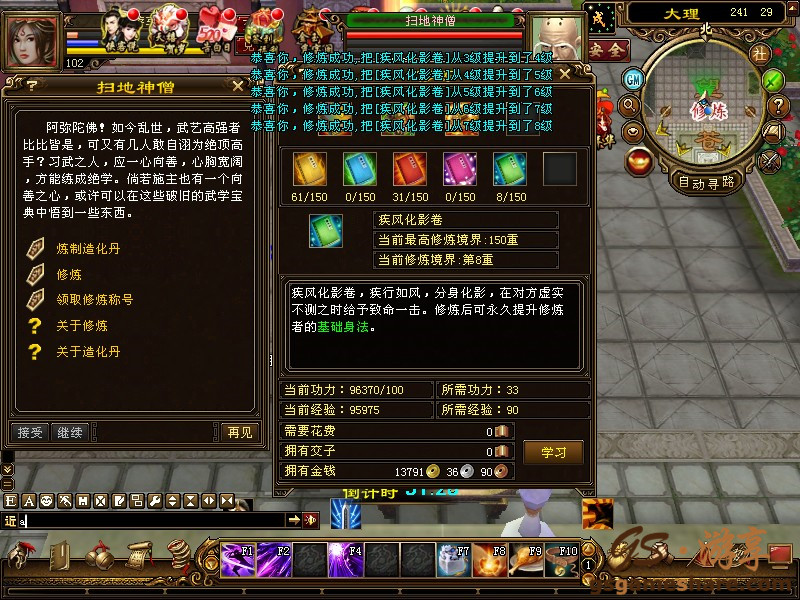 扫地神僧
大理 241 29
北
戌
安全
社
GM
修炼
自动寻路
102
恭喜你，修炼成功，把[疾风化影卷]从3级提升到了4级
恭喜你，修炼成功，把[疾风化影卷]从4级提升到了5级
恭喜你，修炼成功，把[疾风化影卷]从5级提升到了6级
恭喜你，修炼成功，把[疾风化影卷]从6级提升到了7级
恭喜你，修炼成功，把[疾风化影卷]从7级提升到了8级
扫地神僧
阿弥陀佛！如今乱世，武艺高强者
比比皆是，可又有几人敢自诩为绝顶高
手？习武之人，应一心向善，心胸宽阔
，方能练成绝学。倘若施主也有一个向
善之心，或许可以在这些破旧的武学宝
典中悟到一些东西。
炼制造化丹
修炼
领取修炼称号
关于修炼
关于造化丹
接受 继续 再见
61/150 0/150 31/150 0/150 8/150
疾风化影卷
当前最高修炼境界:150重
当前修炼境界:第8重
疾风化影卷，疾行如风，分身化影，在对方虚实
不测之时给予致命一击。修炼后可永久提升修炼
者的基础身法。
当前功力：96370/100 所需功力：33
当前经验：95975 所需经验：90
需要花费 0
拥有交子 0
拥有金钱 13791 36 90
学习
倒计时 51:20
近 a
F1 F2 F4 F7 F8 F9 F10
1
GS·游享